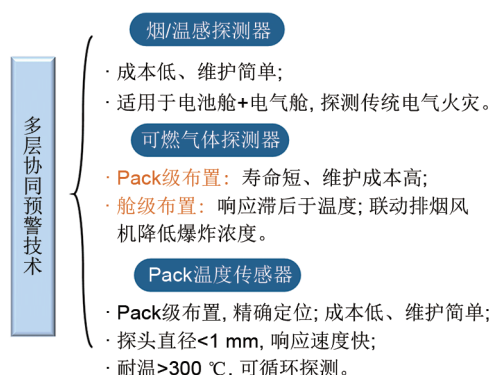 多层协同预警技术
烟/温感探测器
· 成本低、维护简单;
· 适用于电池舱+电气舱, 探测传统电气火灾。
可燃气体探测器
· Pack级布置: 寿命短、维护成本高;
· 舱级布置: 响应滞后于温度; 联动排烟风
机降低爆炸浓度。
Pack温度传感器
· Pack级布置, 精确定位; 成本低、维护简单;
· 探头直径<1 mm, 响应速度快;
· 耐温>300 ℃, 可循环探测。